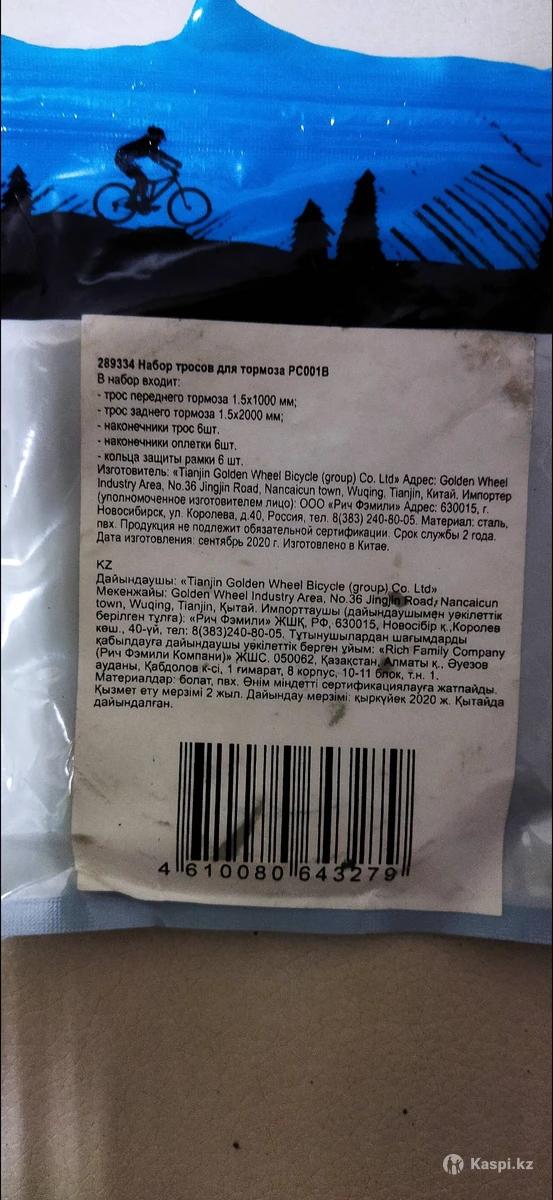 289334 Набор тросов для тормоза PC001B
В набор входит:
- трос переднего тормоза 1.5х1000 мм;
- трос заднего тормоза 1.5х2000 мм;
- наконечники трос 6шт.
- наконечники оплетки 6шт.
- кольца защиты рамки 6 шт.
Изготовитель: «Tianjin Golden Wheel Bicycle (group) Co. Ltd» Адрес: Golden Wheel
Industry Area, No.36 Jingjin Road, Nancaicun town, Wuqing, Tianjin, Китай. Импортер
(уполномоченное изготовителем лицо): ООО «Рич Фэмили» Адрес: 630015, г.
Новосибирск, ул. Королева, д.40, Россия, тел. 8(383) 240-80-05. Материал: сталь,
пвх. Продукция не подлежит обязательной сертификации. Срок службы 2 года.
Дата изготовления: сентябрь 2020 г. Изготовлено в Китае.
KZ
Дайындаушы: «Tianjin Golden Wheel Bicycle (group) Co. Ltd»
Мекенжайы: Golden Wheel Industry Area, No.36 Jingjin Road, Nancaicun
town, Wuqing, Tianjin, Қытай. Импорттаушы (дайындаушымен уәкілеттік
берілген тұлға): «Рич Фэмили» ЖШҚ, РФ, 630015, Новосібір қ.,Королев
көш., 40-үй. тел: 8(383)240-80-05. Тұтынушылардан шағымдарды
қабылдауға дайындаушы уәкілеттік берген ұйым: «Rich Family Company
(Рич Фэмили Компани)» ЖШС. 050062, Қазақстан, Алматы қ., Әуезов
ауданы, Қабдолов к-сі, 1 ғимарат, 8 корпус, 10-11 блок, т.н. 1.
Материалдар: болат, пвх. Өнім міндетті сертификациялауға жатпайды.
Қызмет ету мерзімі 2 жыл. Дайындау мерзімі: қыркүйек 2020 ж. Қытайда
дайындалған.
4 610080 643279
Kaspi.kz